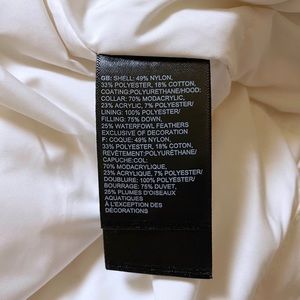 GB: SHELL: 49% NYLON,
33% POLYESTER, 18% COTTON,
COATING:POLYURETHANE/HOOD:
COLLAR: 70% MODACRYLIC,
23% ACRYLIC, 7% POLYESTER/
LINING: 100% POLYESTER/
FILLING: 75% DOWN,
25% WATERFOWL FEATHERS
EXCLUSIVE OF DECORATION
F: COQUE: 49% NYLON,
33% POLYESTER, 18% COTON,
REVÊTEMENT:POLYURÉTHANE/
CAPUCHE:COL:
70% MODACRYLIQUE,
23% ACRYLIQUE, 7% POLYESTER/
DOUBLURE: 100% POLYESTER/
BOURRAGE: 75% DUVET,
25% PLUMES D'OISEAUX
AQUATIQUES
À L'EXCEPTION DES
DÉCORATIONS